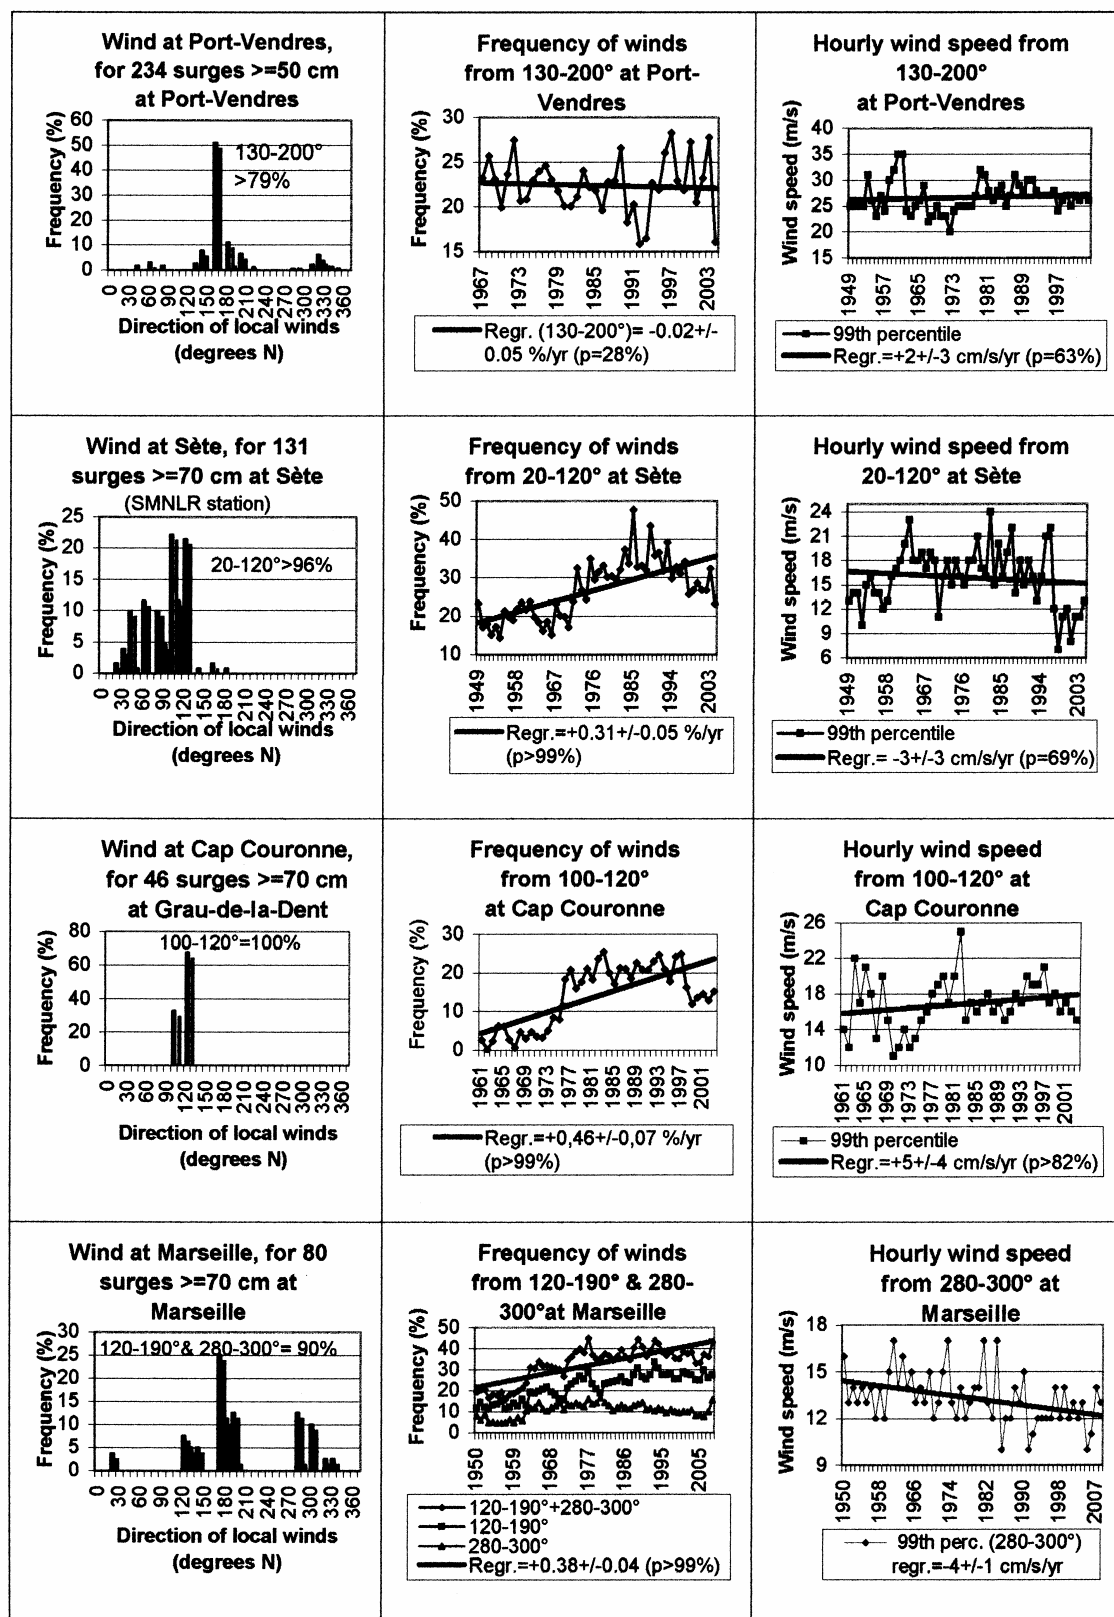 Wind at Port-Vendres,
for 234 surges >=50 cm
at Port-Vendres
Frequency (%)
60
50
40
30
20
10
0
130-200°
>79%
0
30
60
90
120
150
180
210
240
270
300
330
360
Direction of local winds
(degrees N)
Frequency of winds
from 130-200° at Port-
Vendres
Frequency (%)
30
25
20
15
1967
1973
1979
1985
1991
1997
2003
Regr. (130-200°)= -0.02+/-
0.05 %/yr (p=28%)
Hourly wind speed from
130-200°
at Port-Vendres
Wind speed (m/s)
40
35
30
25
20
15
1949
1957
1965
1973
1981
1989
1997
99th percentile
Regr.=+2+/-3 cm/s/yr (p=63%)
Wind at Sète, for 131
surges >=70 cm at Sète
(SMNLR station)
Frequency (%)
25
20
15
10
5
0
20-120°>96%
0
30
60
90
120
150
180
210
240
270
300
330
360
Direction of local winds
(degrees N)
Frequency of winds
from 20-120° at Sète
Frequency (%)
50
40
30
20
10
1949
1958
1967
1976
1985
1994
2003
Regr.=+0.31+/-0.05 %/yr
(p>99%)
Hourly wind speed from
20-120° at Sète
Wind speed (m/s)
24
21
18
15
12
9
6
1949
1958
1967
1976
1985
1994
2003
99th percentile
Regr.= -3+/-3 cm/s/yr (p=69%)
Wind at Cap Couronne,
for 46 surges >=70 cm
at Grau-de-la-Dent
Frequency (%)
80
60
40
20
0
100-120°=100%
0
30
60
90
120
150
180
210
240
270
300
330
360
Direction of local winds
(degrees N)
Frequency of winds
from 100-120°
at Cap Couronne
Frequency (%)
30
20
10
0
1961
1965
1969
1973
1977
1981
1985
1989
1993
1997
2001
Regr.=+0,46+/-0,07 %/yr
(p>99%)
Hourly wind speed
from 100-120° at
Cap Couronne
Wind speed (m/s)
26
22
18
14
10
1961
1965
1969
1973
1977
1981
1985
1989
1993
1997
2001
99th percentile
Regr.=+5+/-4 cm/s/yr (p>82%)
Wind at Marseille, for 80
surges >=70 cm at
Marseille
Frequency (%)
30
25
20
15
10
5
0
120-190°& 280-300°= 90%
0
30
60
90
120
150
180
210
240
270
300
330
360
Direction of local winds
(degrees N)
Frequency of winds
from 120-190° & 280-
300°at Marseille
Frequency (%)
50
40
30
20
10
0
1950
1959
1968
1977
1986
1995
2005
120-190°+280-300°
120-190°
280-300°
Regr.=+0.38+/-0.04 (p>99%)
Hourly wind speed
from 280-300° at
Marseille
Wind speed (m/s)
18
15
12
9
1950
1958
1966
1974
1982
1990
1998
2007
99th perc. (280-300°)
regr.=-4+/-1 cm/s/yr